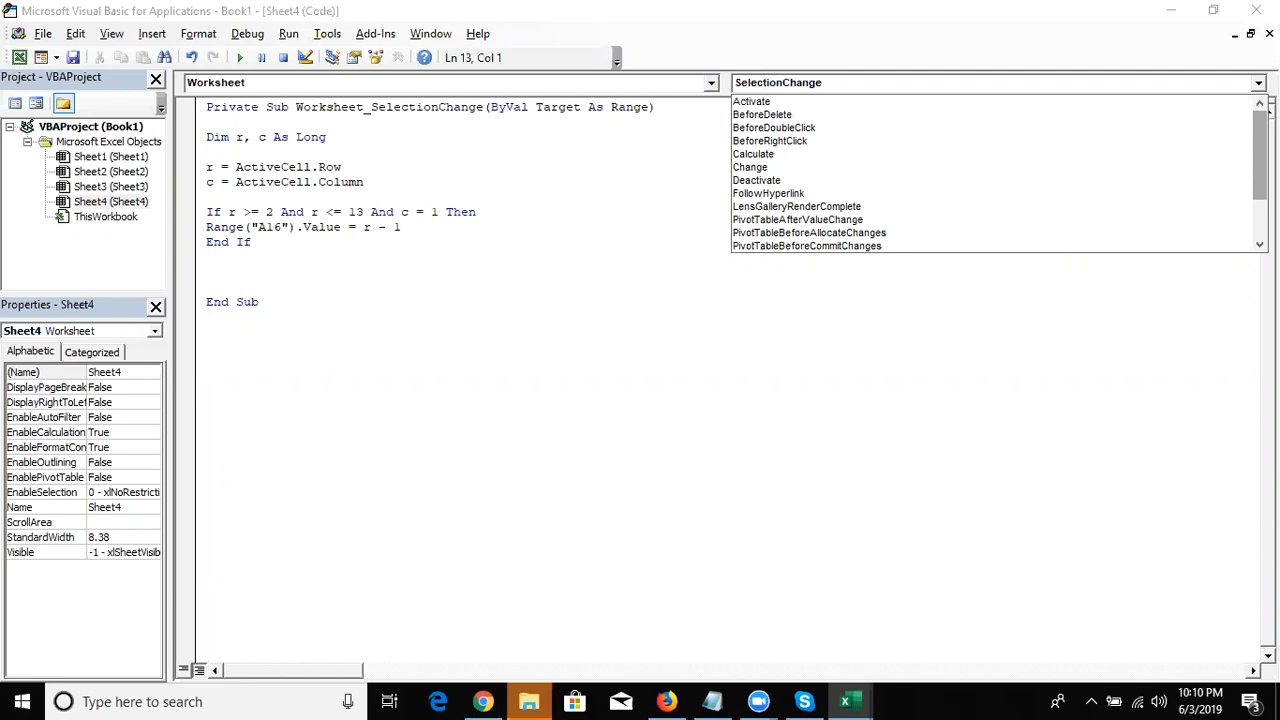 Microsoft Visual Basic for Applications - Book1 - [Sheet4 (Code)]
File Edit View Insert Format Debug Run Tools Add-Ins Window Help
Ln 13, Col 1
Project - VBAProject
Worksheet
SelectionChange
VBAProject (Book1)
Microsoft Excel Objects
Sheet1 (Sheet1)
Sheet2 (Sheet2)
Sheet3 (Sheet3)
Sheet4 (Sheet4)
ThisWorkbook
Private Sub Worksheet_SelectionChange(ByVal Target As Range)
Dim r, c As Long
r = ActiveCell.Row
c = ActiveCell.Column
If r >= 2 And r <= 13 And c = 1 Then
Range("A16").Value = r - 1
End If
End Sub
Activate
BeforeDelete
BeforeDoubleClick
BeforeRightClick
Calculate
Change
Deactivate
FollowHyperlink
LensGalleryRenderComplete
PivotTableAfterValueChange
PivotTableBeforeAllocateChanges
PivotTableBeforeCommitChanges
Properties - Sheet4
Sheet4 Worksheet
Alphabetic Categorized
(Name) Sheet4
DisplayPageBreak False
DisplayRightToLef False
EnableAutoFilter False
EnableCalculation True
EnableFormatCon True
EnableOutlining False
EnablePivotTable False
EnableSelection 0 - xlNoRestricti
Name Sheet4
ScrollArea
StandardWidth 8.38
Visible -1 - xlSheetVisib
Type here to search
10:10 PM
6/3/2019
3